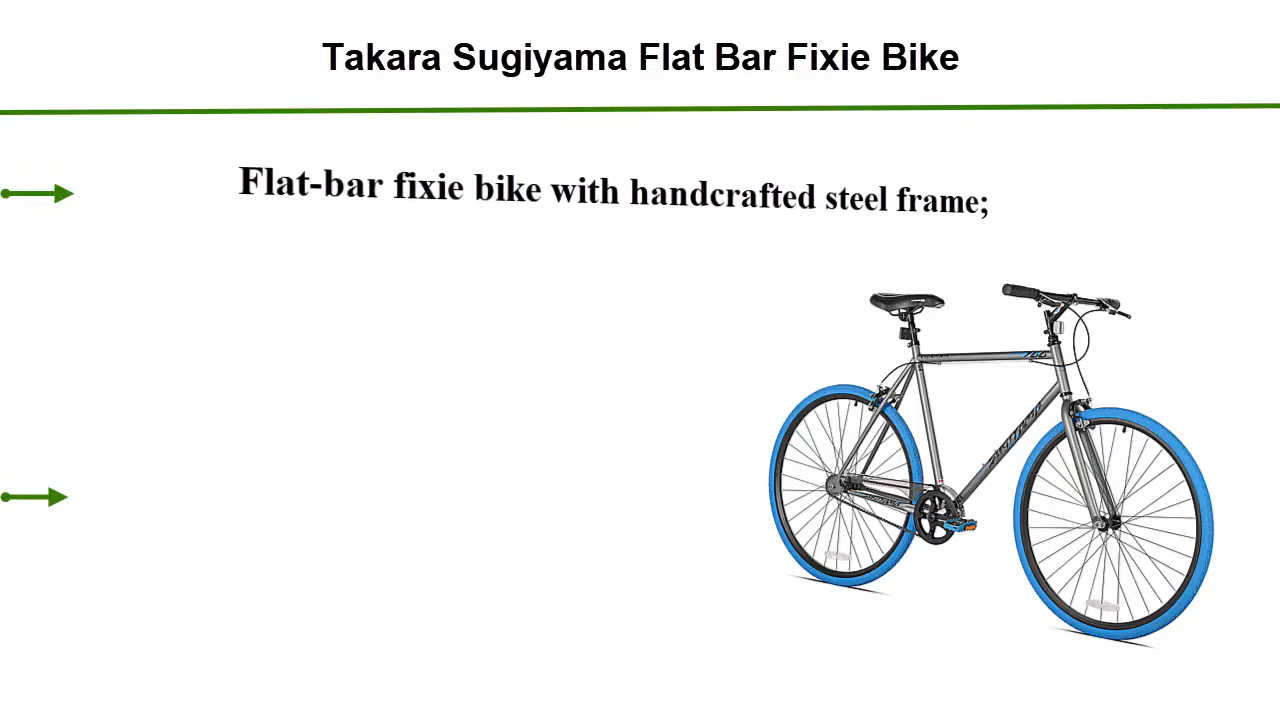 Takara Sugiyama Flat Bar Fixie Bike
Flat-bar fixie bike with handcrafted steel frame;